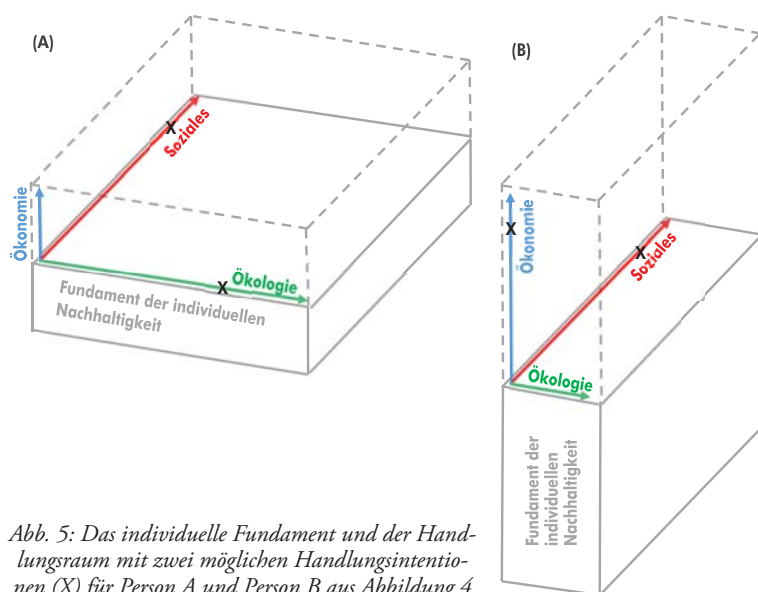 (A)
X
Soziales
Ökonomie
X
Ökologie
Fundament der individuellen
Nachhaltigkeit
(B)
X
Ökonomie
X
Soziales
Ökologie
Fundament der
individuellen
Nachhaltigkeit
Abb. 5: Das individuelle Fundament und der Hand-
lungsraum mit zwei möglichen Handlungsintentio-
nen (X) für Person A und Person B aus Abbildung 4